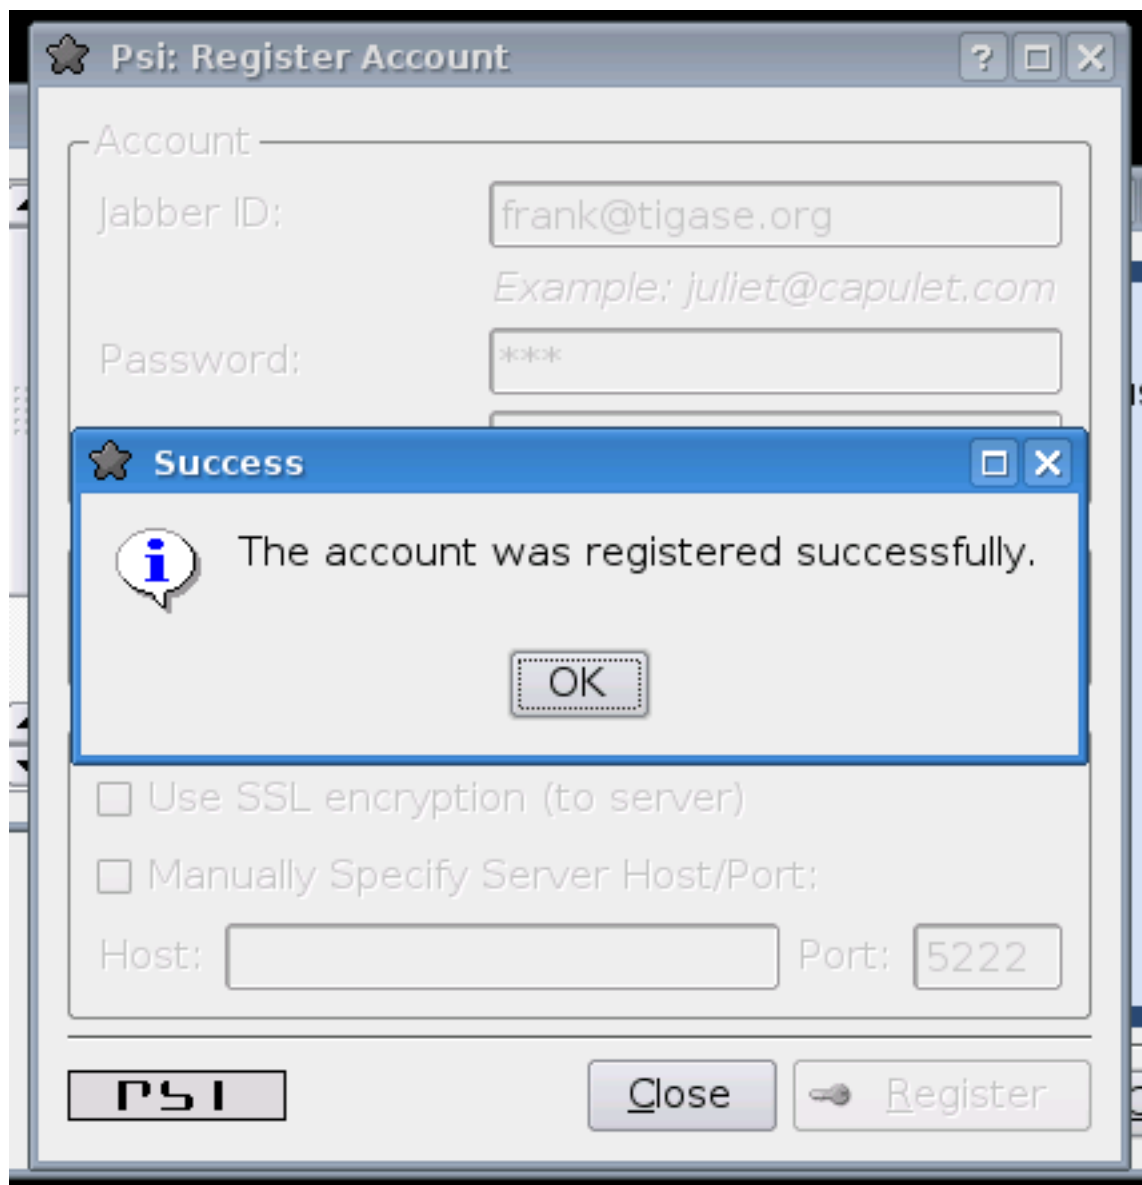 Psi: Register Account
Account
Jabber ID: frank@tigase.org
Example: juliet@capulet.com
Password: ***
Success
The account was registered successfully.
OK
Use SSL encryption (to server)
Manually Specify Server Host/Port:
Host: Port: 5222
PSI Close Register